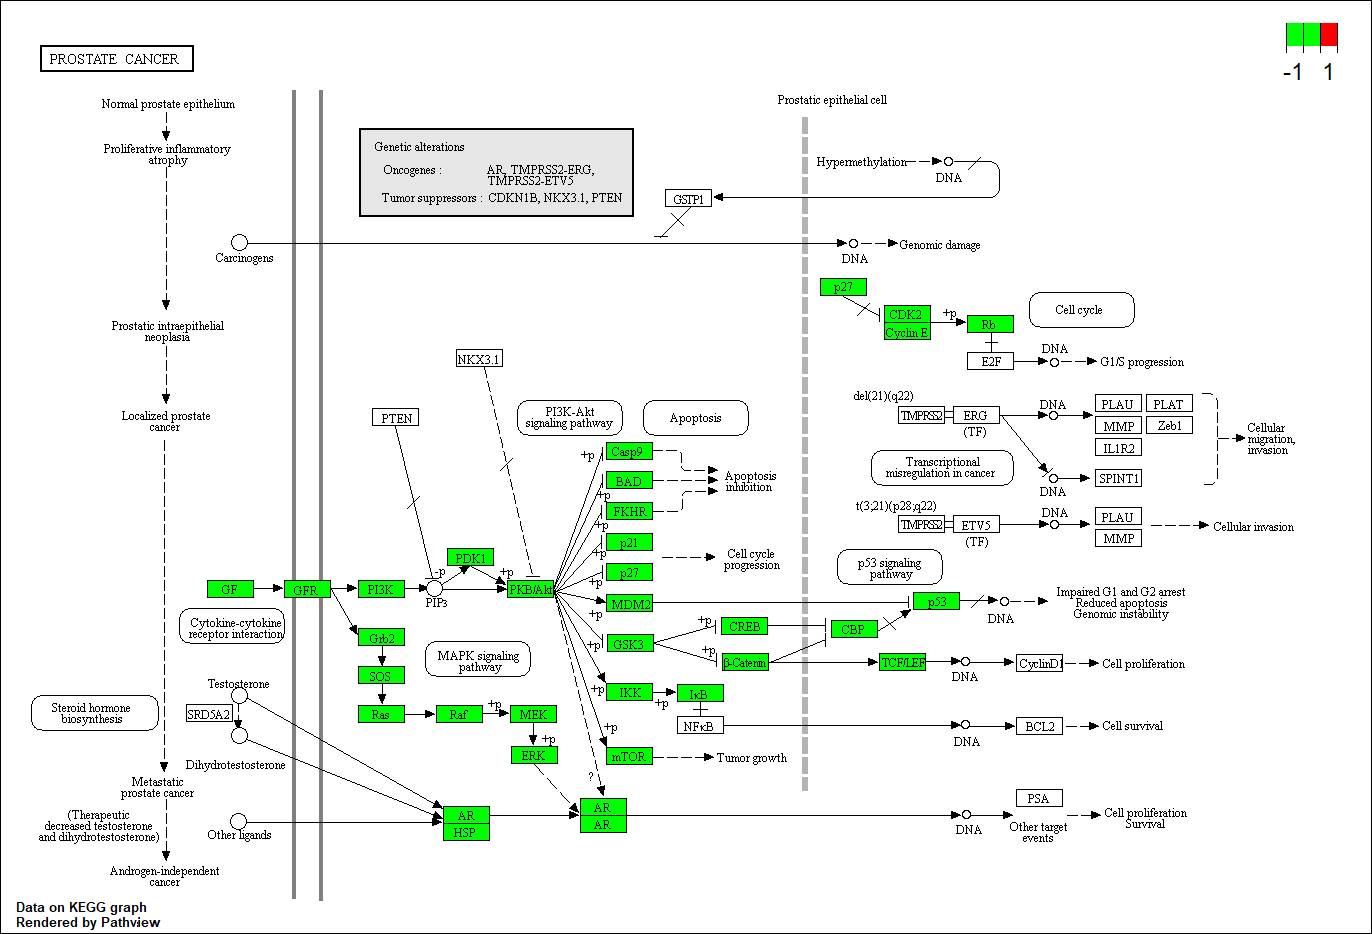 PROSTATE CANCER
-1 1
Normal prostate epithelium
Proliferative inflammatory
atrophy
Prostatic intraepithelial
neoplasia
Localized prostate
cancer
Metastatic
prostate cancer
(Therapeutic
decreased testosterone
and dihydrotestosterone)
Androgen-independent
cancer
Genetic alterations
Oncogenes : AR, TMPRSS2-ERG,
TMPRSS2-ETV5
Tumor suppressors : CDKN1B, NKX3.1, PTEN
Prostatic epithelial cell
Hypermethylation
DNA
GSTP1
Carcinogens
DNA
Genomic damage
p27
CDK2
Cyclin E
+p
Rb
E2F
Cell cycle
DNA
G1/S progression
NKX3.1
PTEN
PI3K-Akt
signaling pathway
Apoptosis
del(21)(q22)
TMPRSS2
ERG
(TF)
DNA
PLAU
PLAT
MMP
Zeb1
IL1R2
Cellular
migration,
invasion
Transcriptional
misregulation in cancer
DNA
SPINT1
t(3;21)(p28;q22)
TMPRSS2
ETV5
(TF)
DNA
PLAU
MMP
Cellular invasion
+p
Casp9
BAD
+p
FKHR
+p
p21
+p
p27
+p
MDM2
+p
GSK3
+p
IKK
+p
mTOR
Apoptosis
inhibition
Cell cycle
progression
GF
GFR
PI3K
PIP3
-p
PDK1
+p
PKB/Akt
Cytokine-cytokine
receptor interaction
Grb2
SOS
Ras
Raf
+p
MEK
+p
ERK
MAPK signaling
pathway
+p
CREB
+p
β-Catenin
CBP
p53 signaling
pathway
p53
DNA
Impaired G1 and G2 arrest
Reduced apoptosis
Genomic instability
TCF/LEF
DNA
CyclinD1
Cell proliferation
+p
IκB
NFκB
DNA
BCL2
Cell survival
Tumor growth
Steroid hormone
biosynthesis
Testosterone
SRD5A2
Dihydrotestosterone
Other ligands
AR
HSP
?
AR
AR
DNA
PSA
Other target
events
Cell proliferation
Survival
Data on KEGG graph
Rendered by Pathview